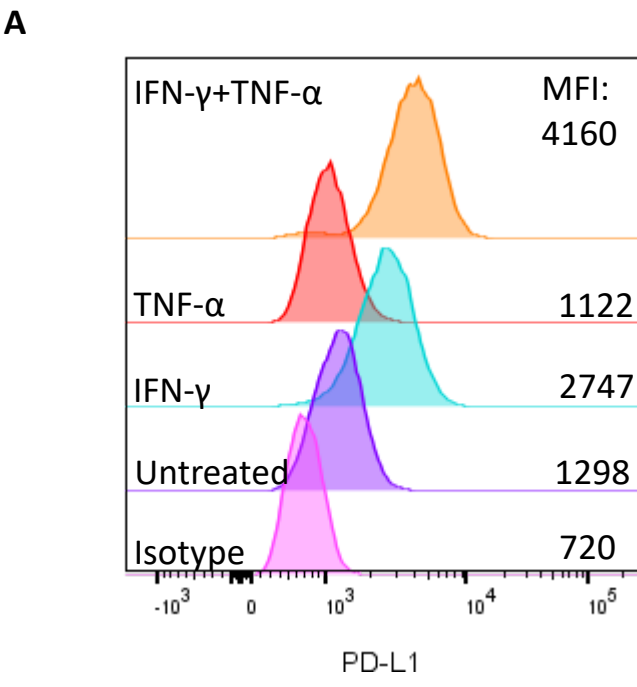 A
IFN-γ+TNF-α
MFI:
4160
TNF-α 1122
IFN-γ 2747
Untreated 1298
Isotype 720
-10³ 0 10³ 10⁴ 10⁵
PD-L1